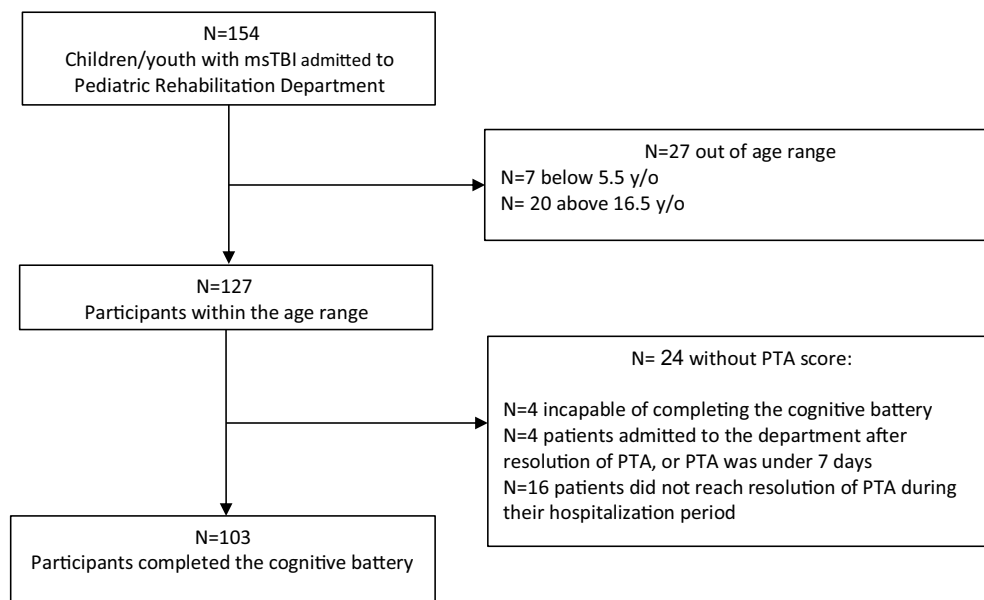 N=154
Children/youth with msTBI admitted to
Pediatric Rehabilitation Department
N=27 out of age range
N=7 below 5.5 y/o
N= 20 above 16.5 y/o
N=127
Participants within the age range
N= 24 without PTA score:
N=4 incapable of completing the cognitive battery
N=4 patients admitted to the department after
resolution of PTA, or PTA was under 7 days
N=16 patients did not reach resolution of PTA during
their hospitalization period
N=103
Participants completed the cognitive battery